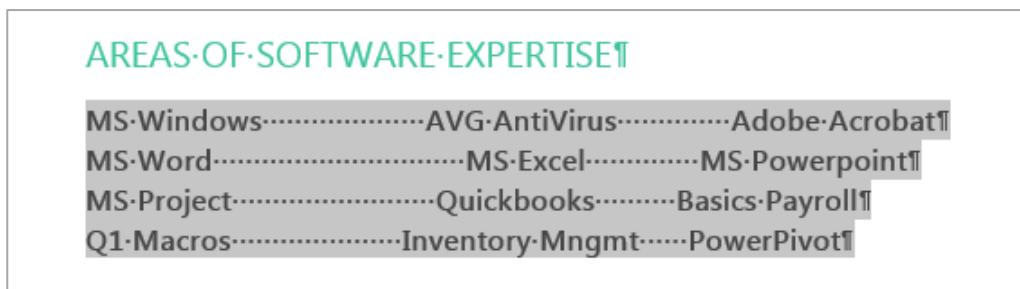 AREAS·OF·SOFTWARE·EXPERTISE¶
MS·Windows····················AVG·AntiVirus··············Adobe·Acrobat¶
MS·Word·······························MS·Excel··············MS·Powerpoint¶
MS·Project·························Quickbooks··········Basics·Payroll¶
Q1·Macros·····················Inventory·Mngmt······PowerPivot¶